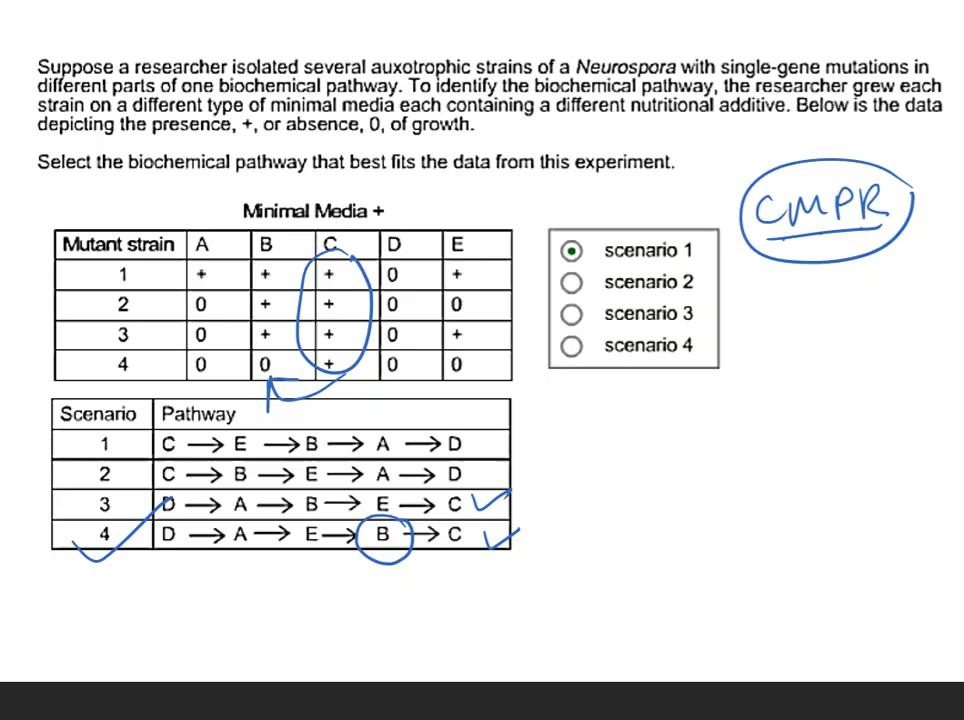 Suppose a researcher isolated several auxotrophic strains of a Neurospora with single-gene mutations in
different parts of one biochemical pathway. To identify the biochemical pathway, the researcher grew each
strain on a different type of minimal media each containing a different nutritional additive. Below is the data
depicting the presence, +, or absence, 0, of growth.
Select the biochemical pathway that best fits the data from this experiment.
CMPR
Minimal Media +
Mutant strain A B C D E
1 + + + 0 +
2 0 + + 0 0
3 0 + + 0 +
4 0 0 + 0 0
scenario 1
scenario 2
scenario 3
scenario 4
Scenario Pathway
1 C → E → B → A → D
2 C → B → E → A → D
3 D → A → B → E → C
4 D → A → E → B → C